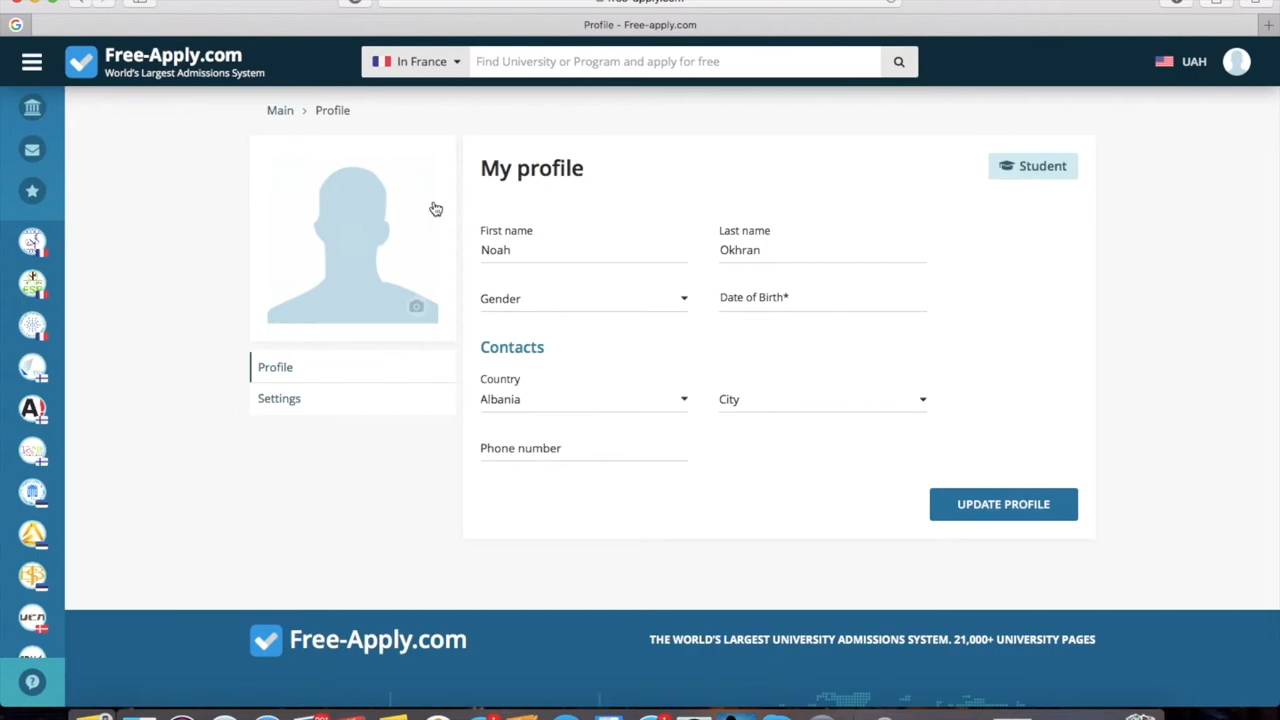 Profile - Free-apply.com
Free-Apply.com
World's Largest Admissions System
In France
Find University or Program and apply for free
UAH
Main > Profile
My profile
Student
First name
Last name
Noah
Okhran
Gender
Date of Birth*
Contacts
Country
Albania
City
Phone number
UPDATE PROFILE
Profile
Settings
Free-Apply.com
THE WORLD'S LARGEST UNIVERSITY ADMISSIONS SYSTEM. 21,000+ UNIVERSITY PAGES